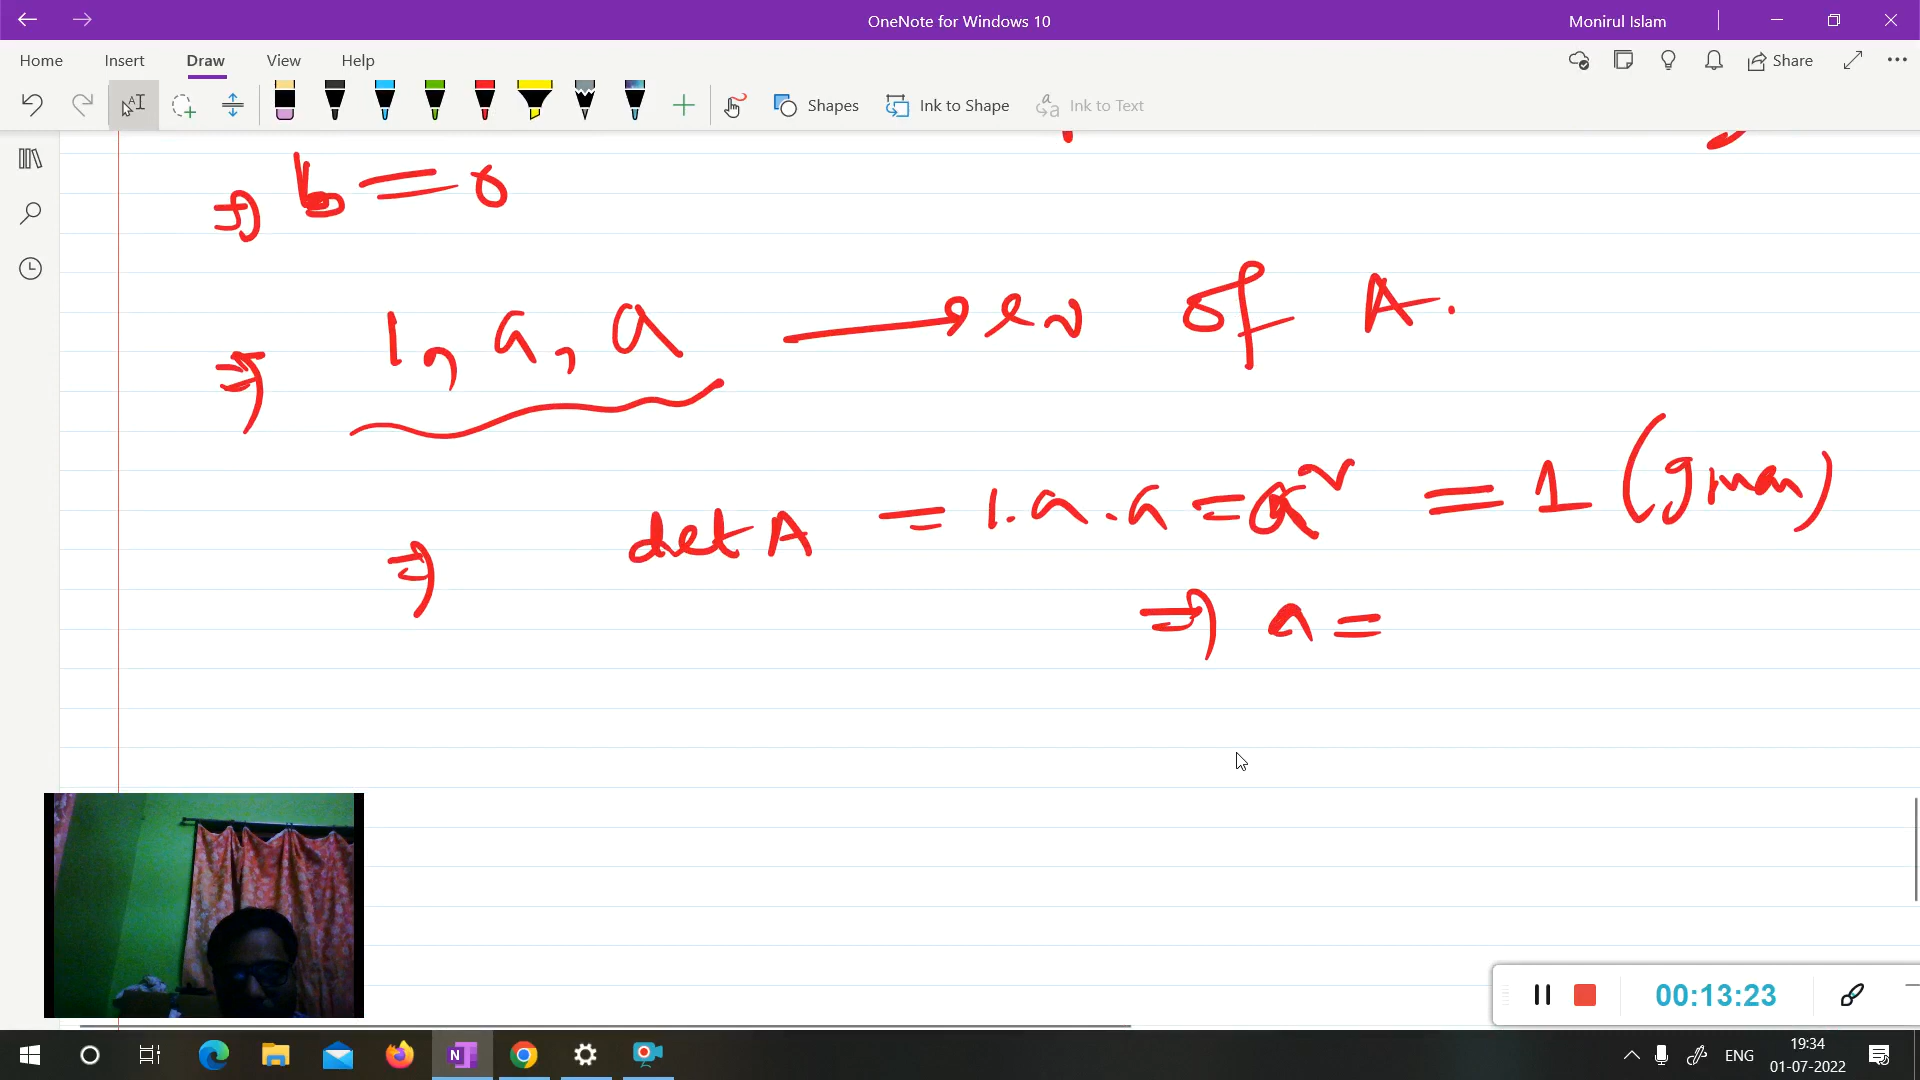 OneNote for Windows 10
Monirul Islam
Home Insert Draw View Help
Share
Shapes Ink to Shape Ink to Text
⇒ b = 0
⇒ 1, a, a → ev of A.
⇒ det A = 1.a.a = a² = 1 (given)
⇒ a =
00:13:23
19:34
ENG
01-07-2022